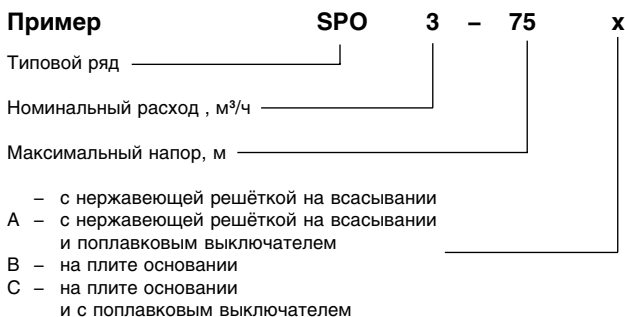 Пример SPO 3 – 75 x
Типовой ряд
Номинальный расход , м³/ч
Максимальный напор, м
– с нержавеющей решёткой на всасывании
A – с нержавеющей решёткой на всасывании
и поплавковым выключателем
B – на плите основании
C – на плите основании
и с поплавковым выключателем